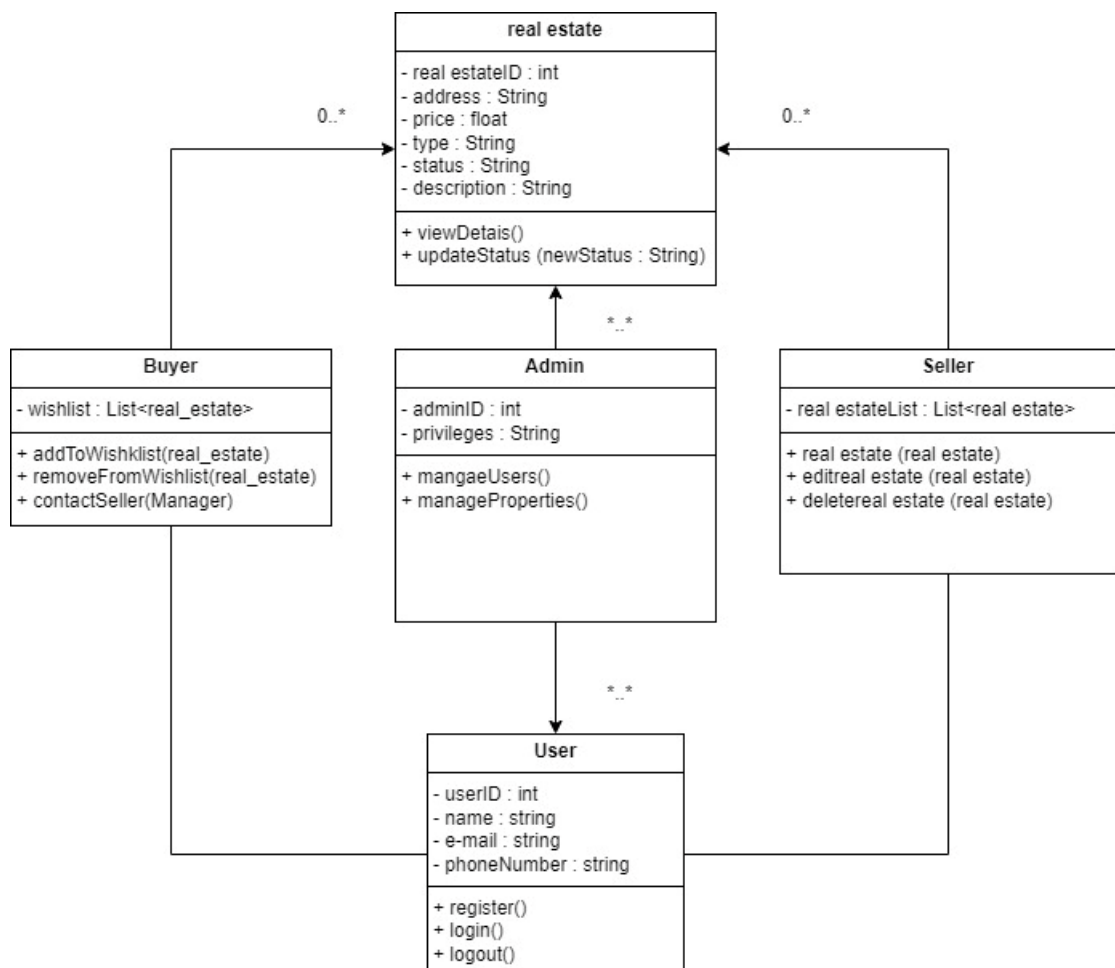 real estate
- real estateID : int
- address : String
- price : float
- type : String
- status : String
- description : String
+ viewDetais()
+ updateStatus (newStatus : String)
0..*
0..*
*..*
Buyer
- wishlist : List<real_estate>
+ addToWishklist(real_estate)
+ removeFromWishlist(real_estate)
+ contactSeller(Manager)
Admin
- adminID : int
- privileges : String
+ mangaeUsers()
+ manageProperties()
Seller
- real estateList : List<real estate>
+ real estate (real estate)
+ editreal estate (real estate)
+ deletereal estate (real estate)
*..*
User
- userID : int
- name : string
- e-mail : string
- phoneNumber : string
+ register()
+ login()
+ logout()